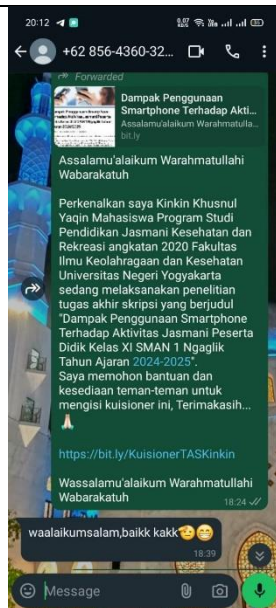 20:12
+62 856-4360-32...
Forwarded
Dampak Penggunaan
Smartphone Terhadap Akti...
Assalamu'alaikum Warahmatulla...
bit.ly
Assalamu'alaikum Warahmatullahi
Wabarakatuh
Perkenalkan saya Kinkin Khusnul
Yaqin Mahasiswa Program Studi
Pendidikan Jasmani Kesehatan dan
Rekreasi angkatan 2020 Fakultas
Ilmu Keolahragaan dan Kesehatan
Universitas Negeri Yogyakarta
sedang melaksanakan penelitian
tugas akhir skripsi yang berjudul
"Dampak Penggunaan Smartphone
Terhadap Aktivitas Jasmani Peserta
Didik Kelas XI SMAN 1 Ngaglik
Tahun Ajaran 2024-2025".
Saya memohon bantuan dan
kesediaan teman-teman untuk
mengisi kuisioner ini, Terimakasih...
🙏🏻
https://bit.ly/KuisionerTASKinkin
Wassalamu'alaikum Warahmatullahi
Wabarakatuh
18:24
waalaikumsalam,baikk kakk🫡😁
18:39
Message